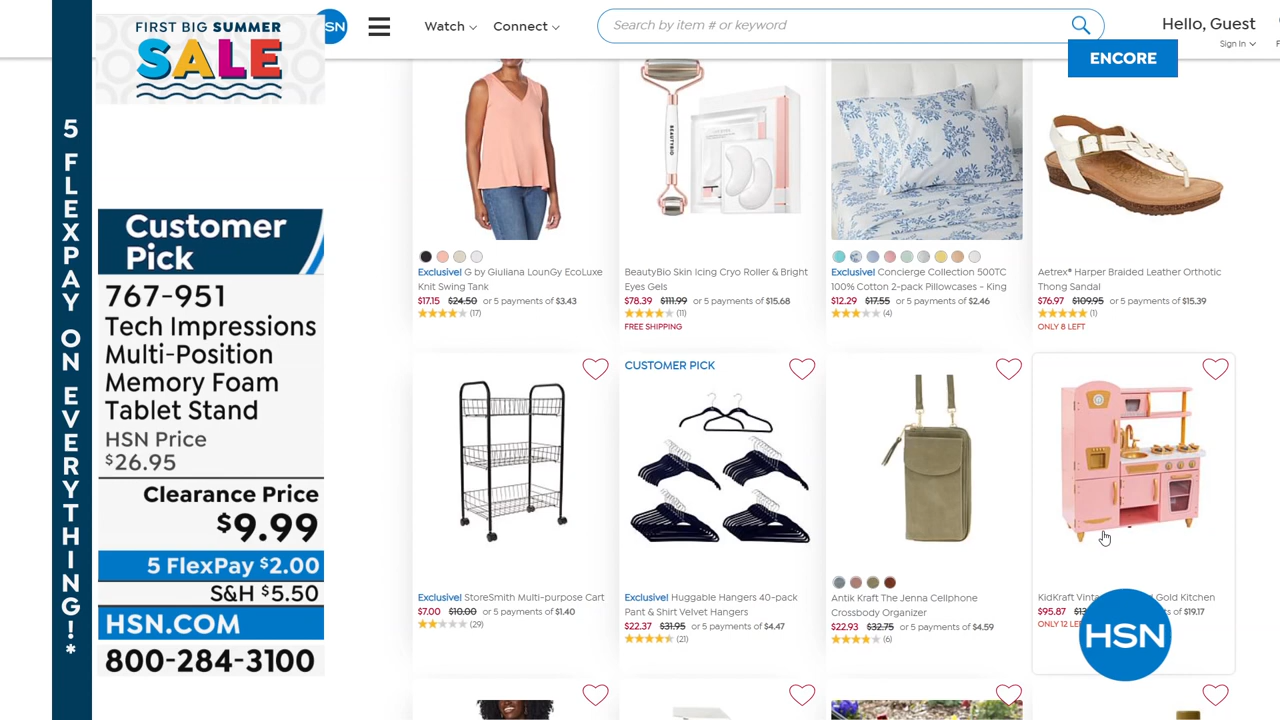 FIRST BIG SUMMER
SALE
5 FLEXPAY ON EVERYTHING!*
Customer
Pick
767-951
Tech Impressions
Multi-Position
Memory Foam
Tablet Stand
HSN Price
$26.95
Clearance Price
$9.99
5 FlexPay $2.00
S&H $5.50
HSN.COM
800-284-3100
SN
Watch
Connect
Search by item # or keyword
Hello, Guest
Sign In
ENCORE
BEAUTYBIO
Exclusive! G by Giuliana LounGy EcoLuxe
Knit Swing Tank
$17.15 $24.50 or 5 payments of $3.43
(17)
BeautyBio Skin Icing Cryo Roller & Bright
Eyes Gels
$78.39 $111.99 or 5 payments of $15.68
(11)
FREE SHIPPING
Exclusive! Concierge Collection 500TC
100% Cotton 2-pack Pillowcases - King
$12.29 $17.55 or 5 payments of $2.46
(4)
Aetrex® Harper Braided Leather Orthotic
Thong Sandal
$76.97 $109.95 or 5 payments of $15.39
(1)
ONLY 8 LEFT
Exclusive! StoreSmith Multi-purpose Cart
$7.00 $10.00 or 5 payments of $1.40
(29)
CUSTOMER PICK
Exclusive! Huggable Hangers 40-pack
Pant & Shirt Velvet Hangers
$22.37 $31.95 or 5 payments of $4.47
(21)
Antik Kraft The Jenna Cellphone
Crossbody Organizer
$22.93 $32.75 or 5 payments of $4.59
(6)
KidKraft Gold Kitchen
$95.87 of $19.17
ONLY 12
HSN